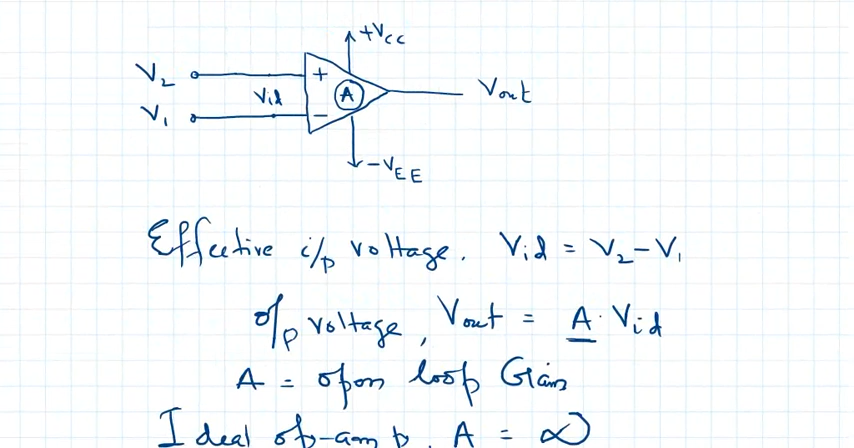 +Vcc
V₂ + Vid A Vout
V₁ −
−VEE
Effective i/p voltage. Vid = V₂ − V₁
o/p voltage, Vout = A · Vid
A = open loop Gain
Ideal op-amp, A = ∞